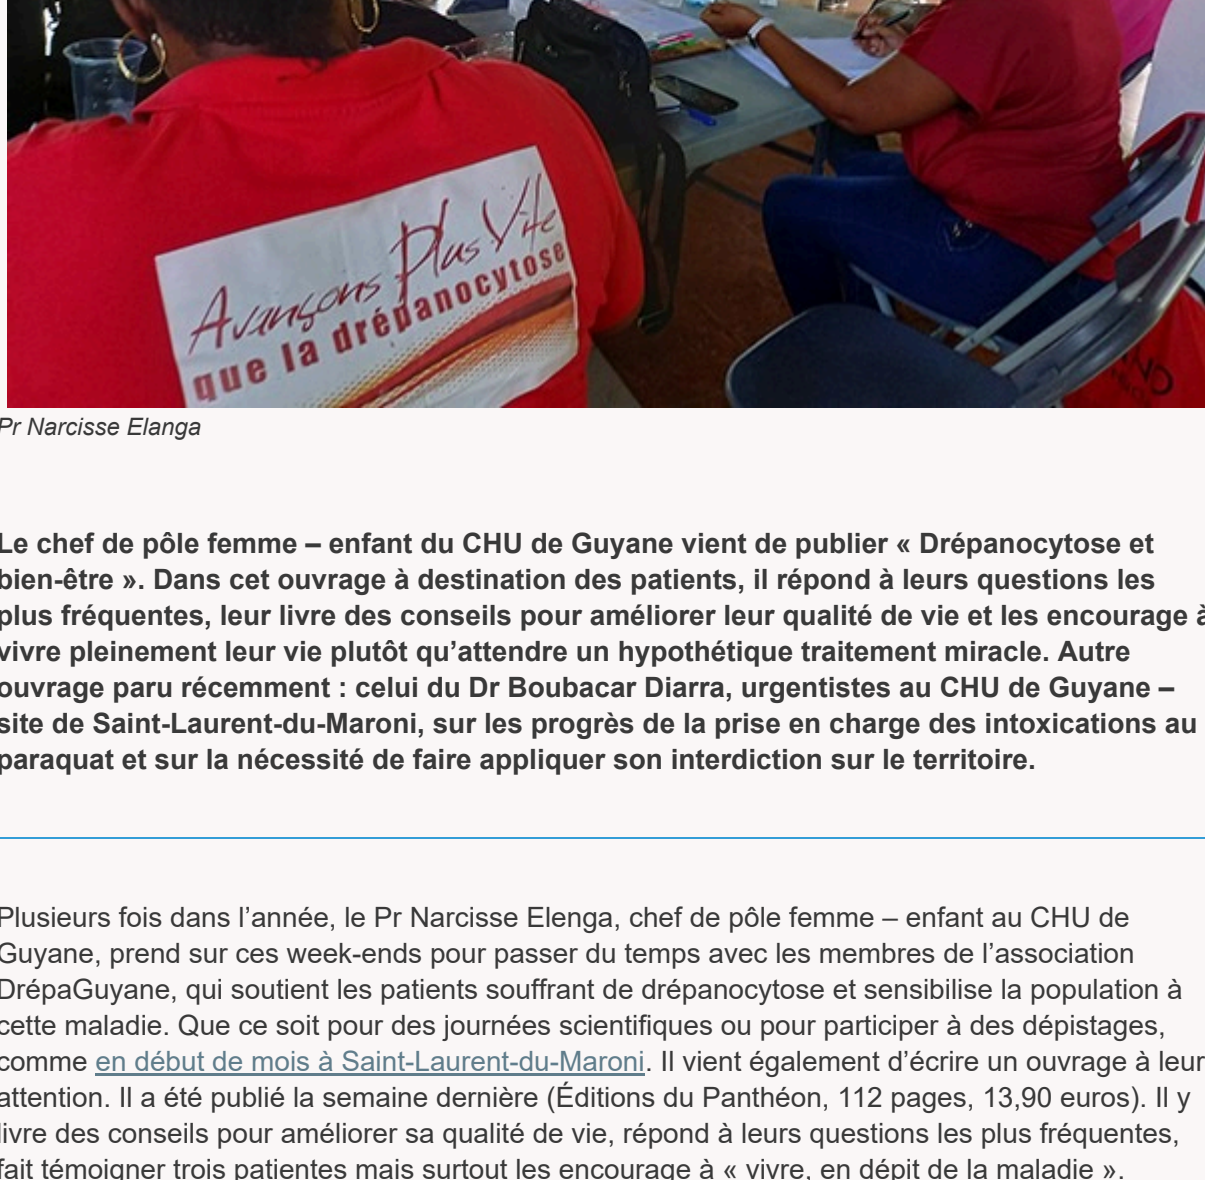 Avançons Plus Vite
que la drépanocytose
Pr Narcisse Elanga
Le chef de pôle femme – enfant du CHU de Guyane vient de publier « Drépanocytose et
bien-être ». Dans cet ouvrage à destination des patients, il répond à leurs questions les
plus fréquentes, leur livre des conseils pour améliorer leur qualité de vie et les encourage à
vivre pleinement leur vie plutôt qu’attendre un hypothétique traitement miracle. Autre
ouvrage paru récemment : celui du Dr Boubacar Diarra, urgentistes au CHU de Guyane –
site de Saint-Laurent-du-Maroni, sur les progrès de la prise en charge des intoxications au
paraquat et sur la nécessité de faire appliquer son interdiction sur le territoire.
Plusieurs fois dans l’année, le Pr Narcisse Elenga, chef de pôle femme – enfant au CHU de
Guyane, prend sur ces week-ends pour passer du temps avec les membres de l’association
DrépaGuyane, qui soutient les patients souffrant de drépanocytose et sensibilise la population à
cette maladie. Que ce soit pour des journées scientifiques ou pour participer à des dépistages,
comme en début de mois à Saint-Laurent-du-Maroni. Il vient également d’écrire un ouvrage à leur
attention. Il a été publié la semaine dernière (Éditions du Panthéon, 112 pages, 13,90 euros). Il y
livre des conseils pour améliorer sa qualité de vie, répond à leurs questions les plus fréquentes,
fait témoigner trois patientes mais surtout les encourage à « vivre, en dépit de la maladie ».